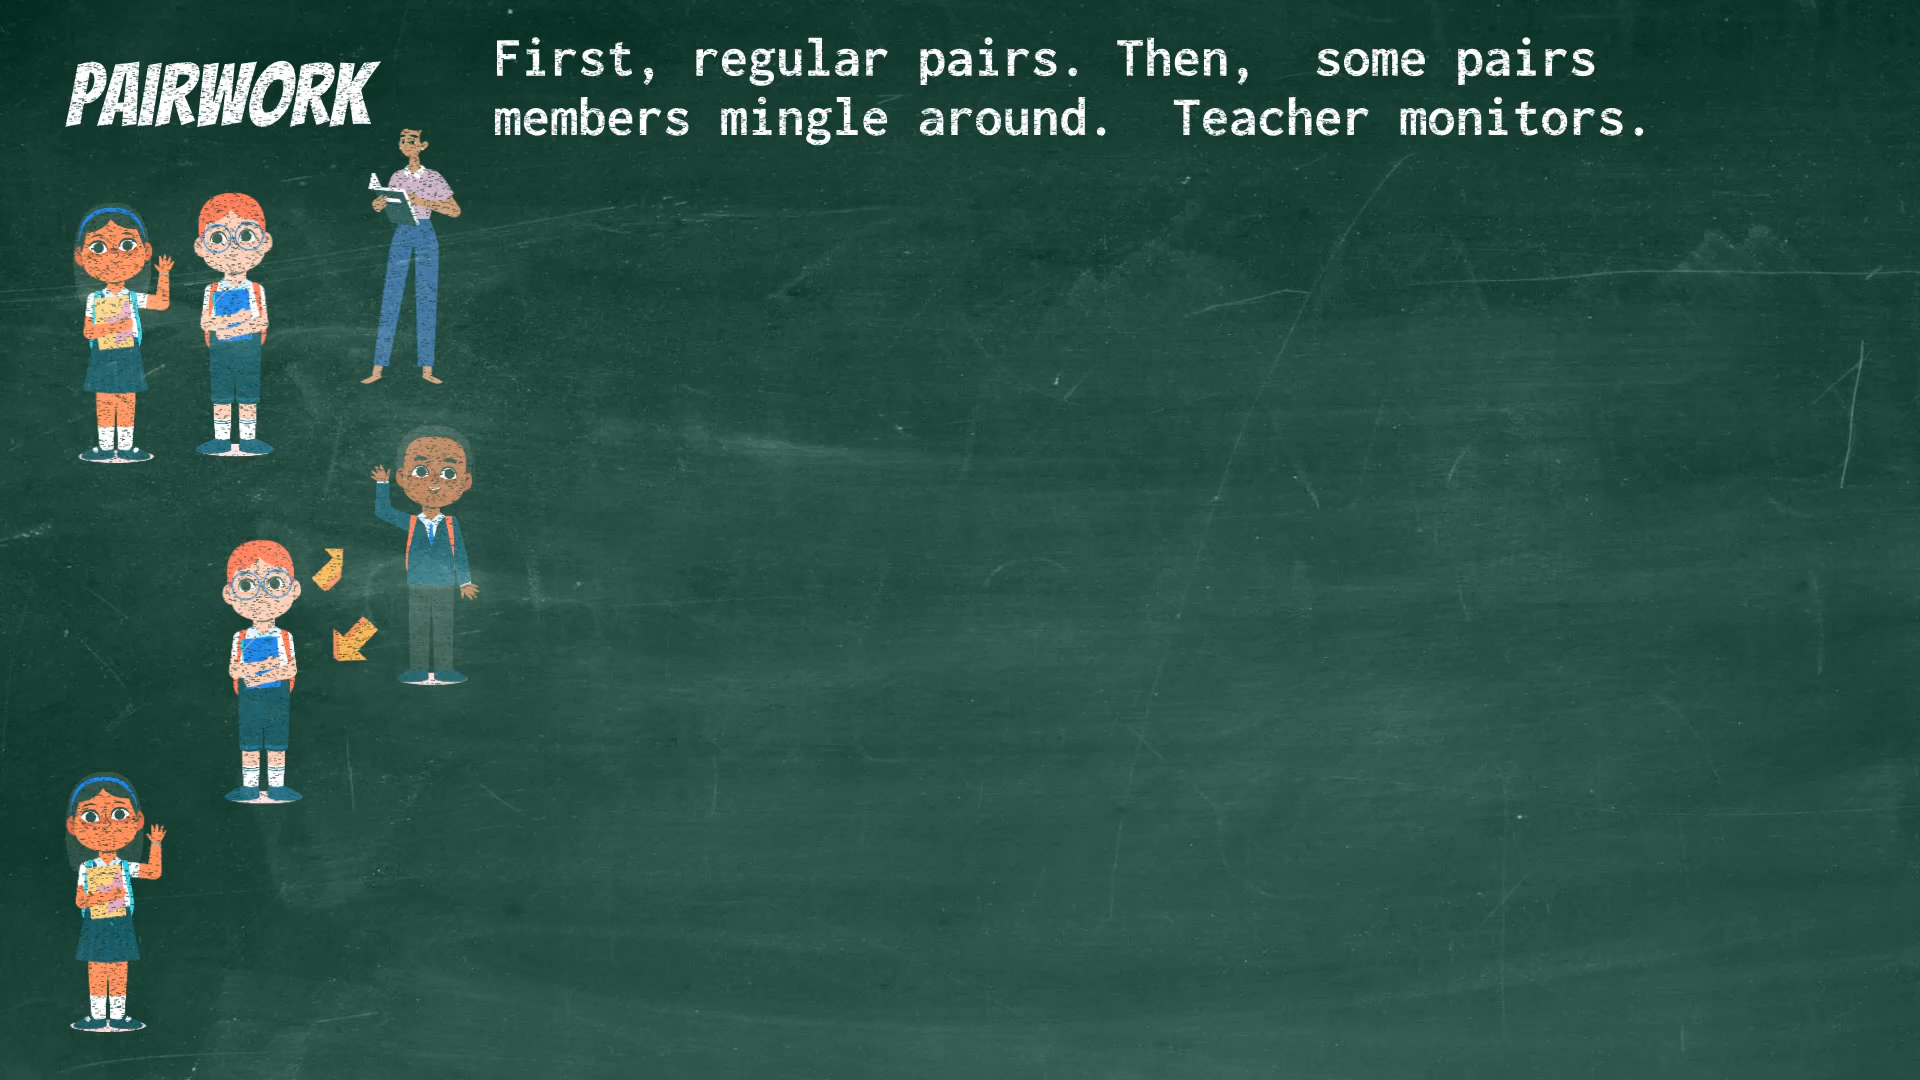 PAIRWORK
First, regular pairs. Then,  some pairs
members mingle around.  Teacher monitors.